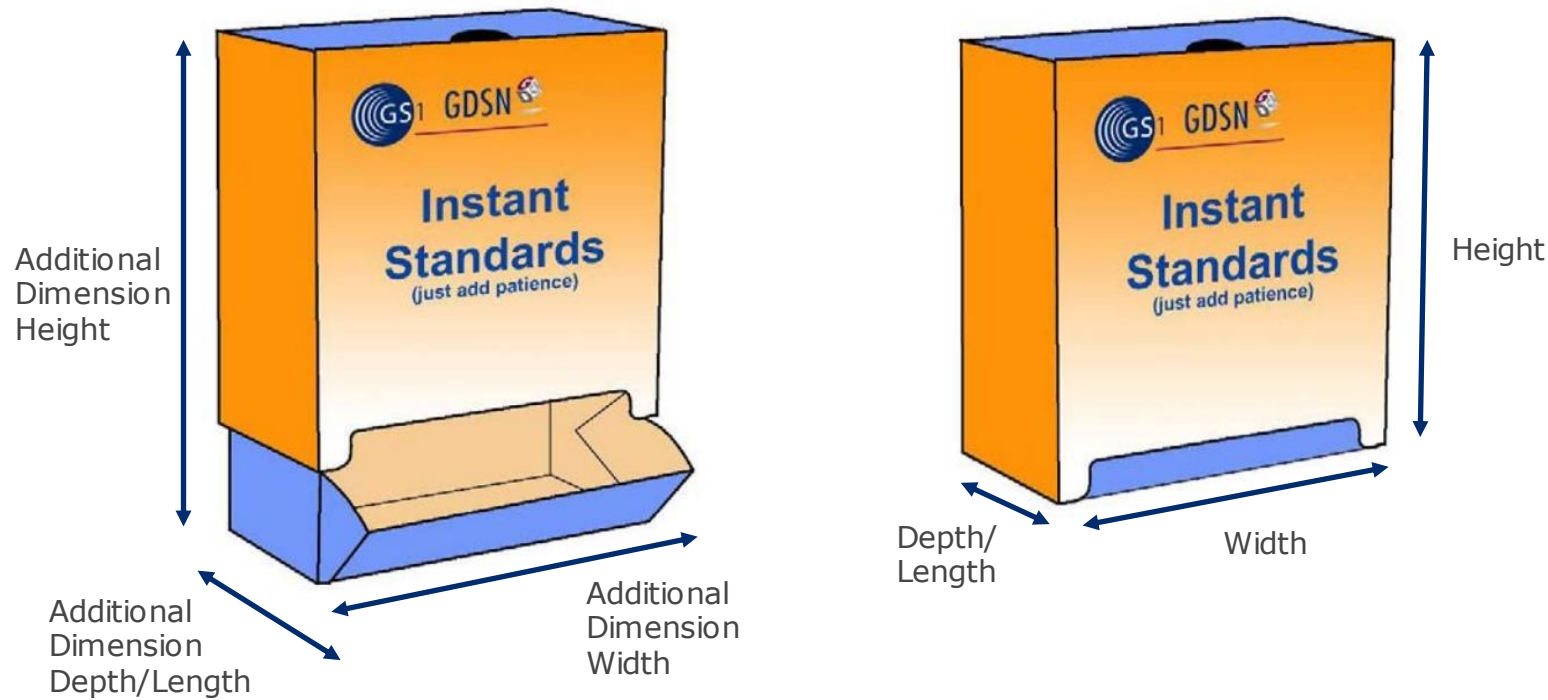 GS1 GDSN
Instant
Standards
(just add patience)
Additional
Dimension
Height
Additional
Dimension
Depth/Length
Additional
Dimension
Width
GS1 GDSN
Instant
Standards
(just add patience)
Height
Depth/
Length
Width